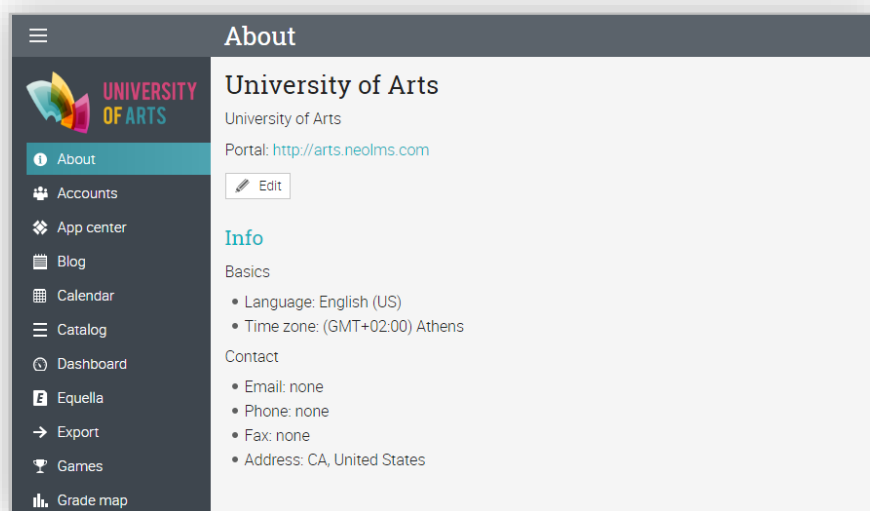 About
UNIVERSITY
OF ARTS
About
Accounts
App center
Blog
Calendar
Catalog
Dashboard
Equella
Export
Games
Grade map
University of Arts
University of Arts
Portal: http://arts.neolms.com
Edit
Info
Basics
• Language: English (US)
• Time zone: (GMT+02:00) Athens
Contact
• Email: none
• Phone: none
• Fax: none
• Address: CA, United States